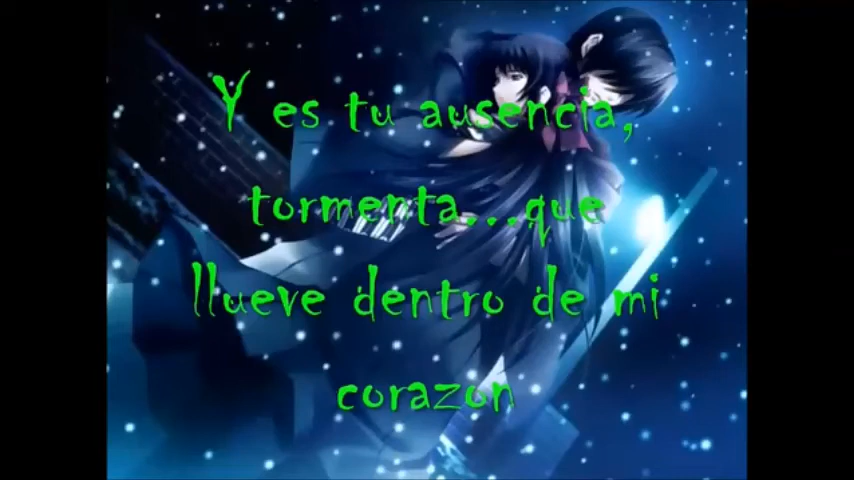 Y es tu ausencia,
tormenta...que
llueve dentro de mi
corazon